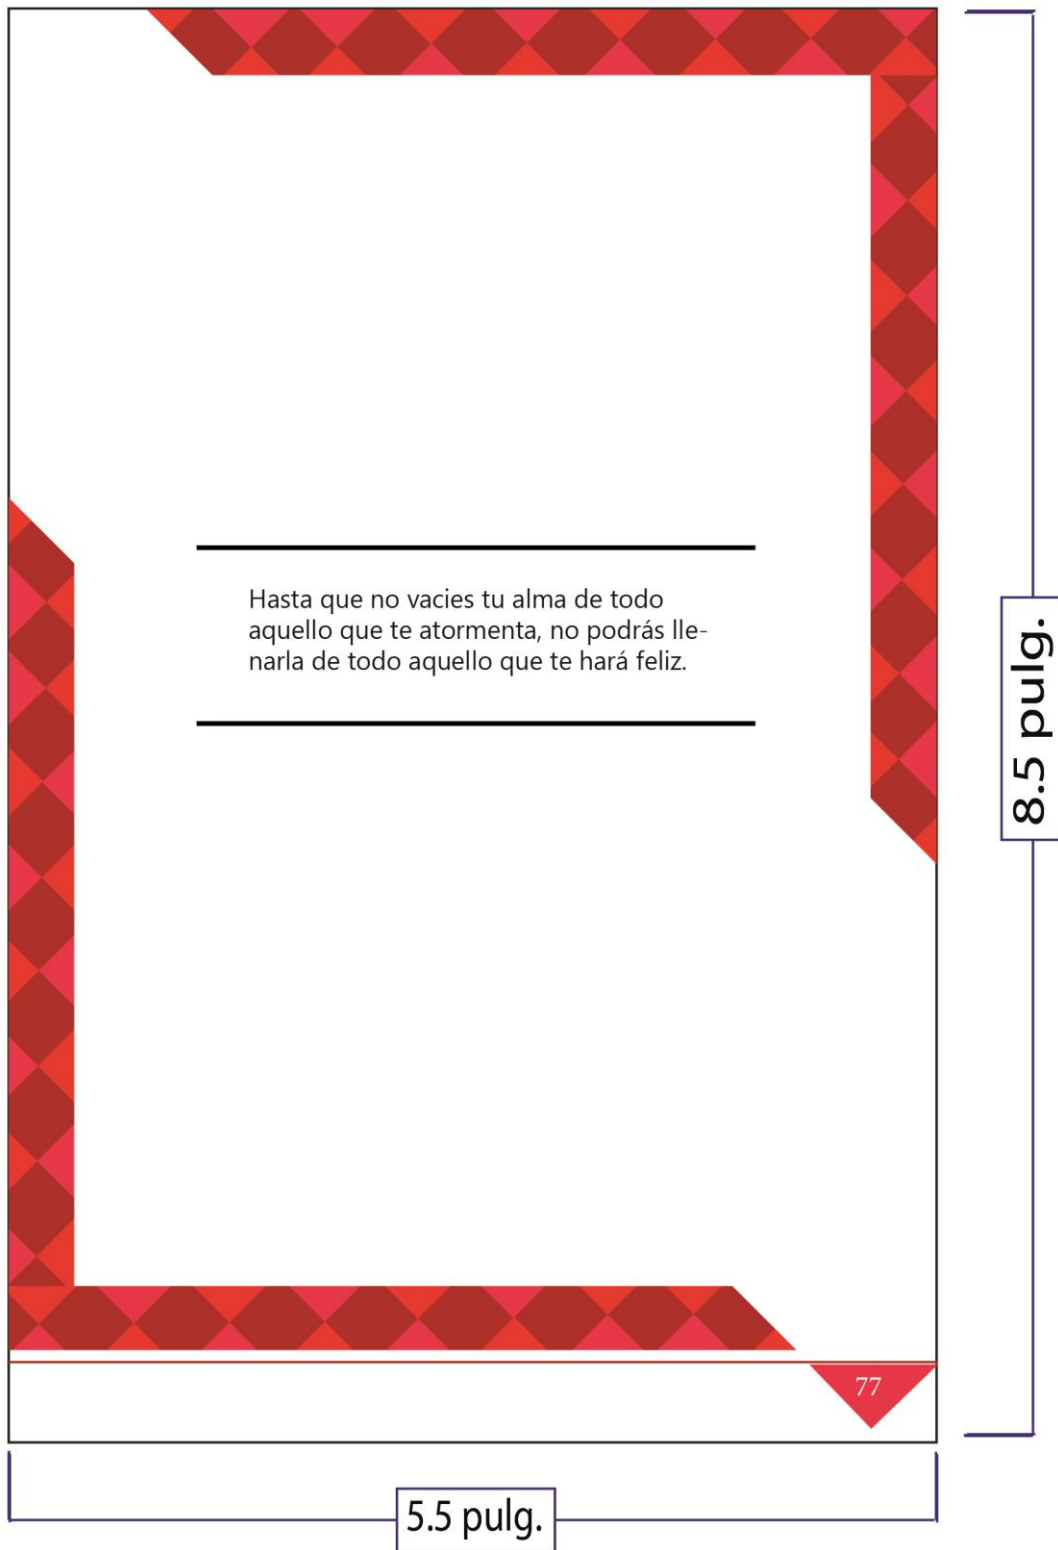 Hasta que no vacies tu alma de todo
aquello que te atormenta, no podrás lle-
narla de todo aquello que te hará feliz.
8.5 pulg.
77
5.5 pulg.